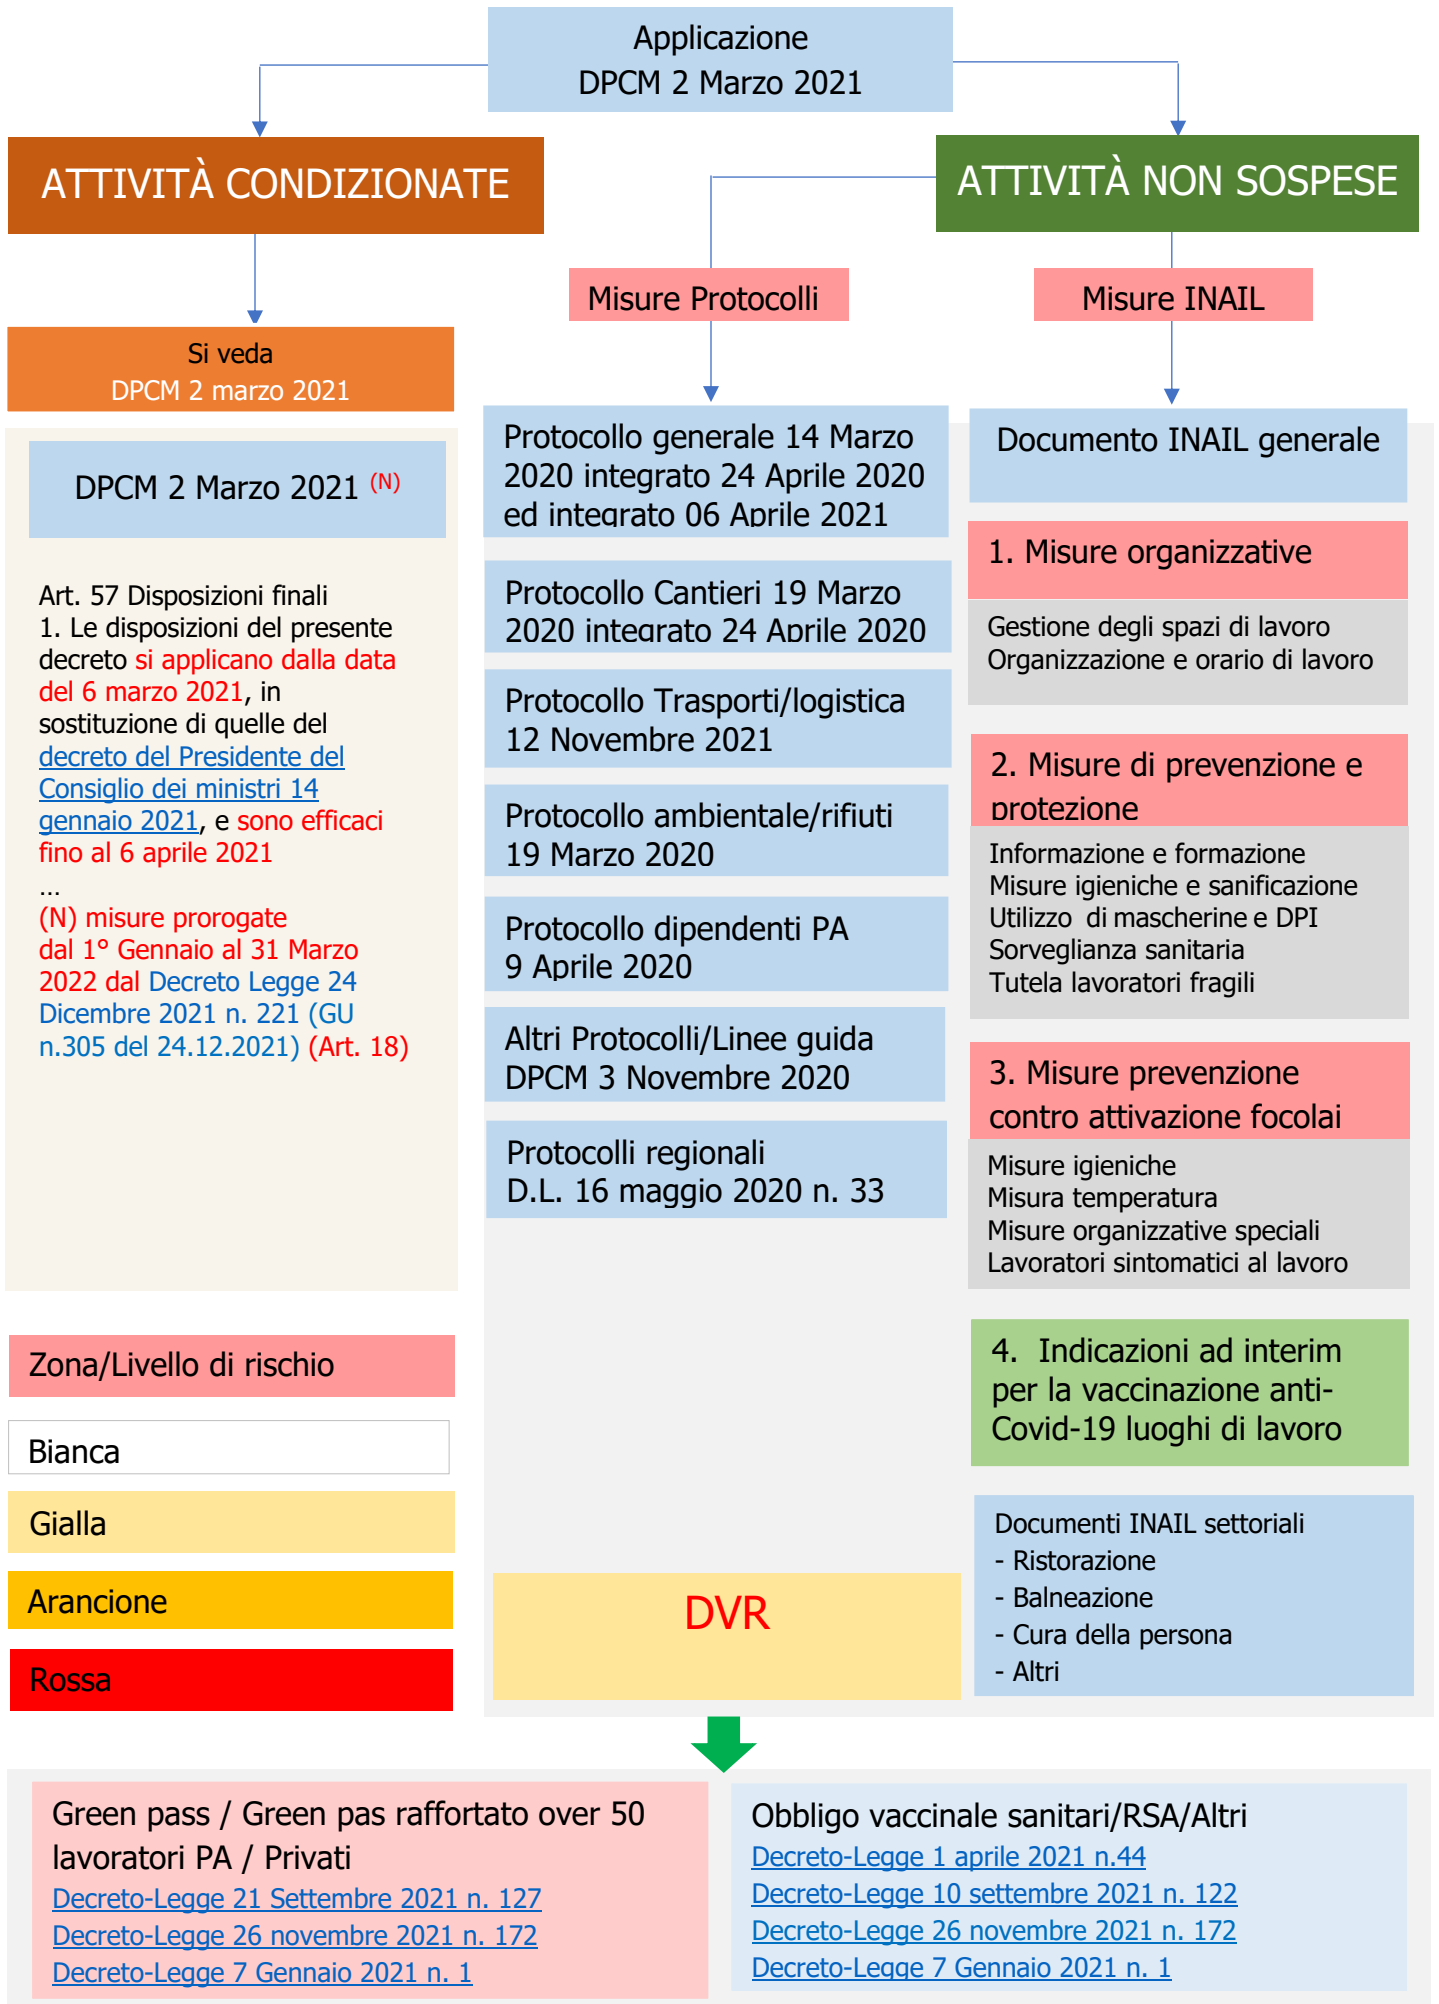 Applicazione
DPCM 2 Marzo 2021
ATTIVITÀ CONDIZIONATE
ATTIVITÀ NON SOSPESE
Misure Protocolli
Misure INAIL
Si veda
DPCM 2 marzo 2021
DPCM 2 Marzo 2021 (N)
Art. 57 Disposizioni finali
1. Le disposizioni del presente
decreto si applicano dalla data
del 6 marzo 2021, in
sostituzione di quelle del
decreto del Presidente del
Consiglio dei ministri 14
gennaio 2021, e sono efficaci
fino al 6 aprile 2021
…
(N) misure prorogate
dal 1° Gennaio al 31 Marzo
2022 dal Decreto Legge 24
Dicembre 2021 n. 221 (GU
n.305 del 24.12.2021) (Art. 18)
Zona/Livello di rischio
Bianca
Gialla
Arancione
Rossa
Protocollo generale 14 Marzo
2020 integrato 24 Aprile 2020
ed integrato 06 Aprile 2021
Protocollo Cantieri 19 Marzo
2020 integrato 24 Aprile 2020
Protocollo Trasporti/logistica
12 Novembre 2021
Protocollo ambientale/rifiuti
19 Marzo 2020
Protocollo dipendenti PA
9 Aprile 2020
Altri Protocolli/Linee guida
DPCM 3 Novembre 2020
Protocolli regionali
D.L. 16 maggio 2020 n. 33
DVR
Documento INAIL generale
1. Misure organizzative
Gestione degli spazi di lavoro
Organizzazione e orario di lavoro
2. Misure di prevenzione e
protezione
Informazione e formazione
Misure igieniche e sanificazione
Utilizzo di mascherine e DPI
Sorveglianza sanitaria
Tutela lavoratori fragili
3. Misure prevenzione
contro attivazione focolai
Misure igieniche
Misura temperatura
Misure organizzative speciali
Lavoratori sintomatici al lavoro
4. Indicazioni ad interim
per la vaccinazione anti-
Covid-19 luoghi di lavoro
Documenti INAIL settoriali
- Ristorazione
- Balneazione
- Cura della persona
- Altri
Green pass / Green pas raffortato over 50
lavoratori PA / Privati
Decreto-Legge 21 Settembre 2021 n. 127
Decreto-Legge 26 novembre 2021 n. 172
Decreto-Legge 7 Gennaio 2021 n. 1
Obbligo vaccinale sanitari/RSA/Altri
Decreto-Legge 1 aprile 2021 n.44
Decreto-Legge 10 settembre 2021 n. 122
Decreto-Legge 26 novembre 2021 n. 172
Decreto-Legge 7 Gennaio 2021 n. 1